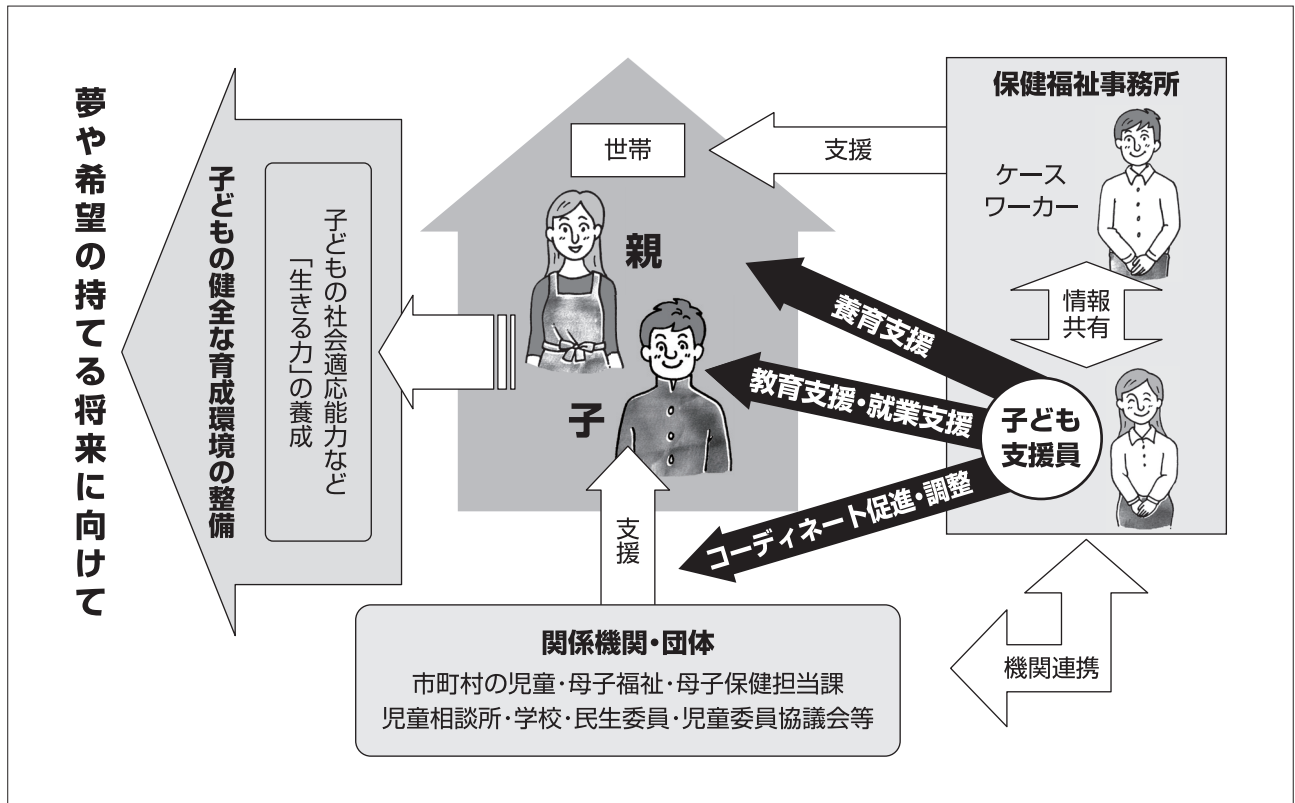 夢や希望の持てる将来に向けて
子どもの健全な育成環境の整備
子どもの社会適応能力など
「生きる力」の養成
世帯
親
子
支援
保健福祉事務所
ケース
ワーカー
情報
共有
子ども
支援員
養育支援
教育支援・就業支援
コーディネート促進・調整
支援
関係機関・団体
市町村の児童・母子福祉・母子保健担当課
児童相談所・学校・民生委員・児童委員協議会等
機関連携